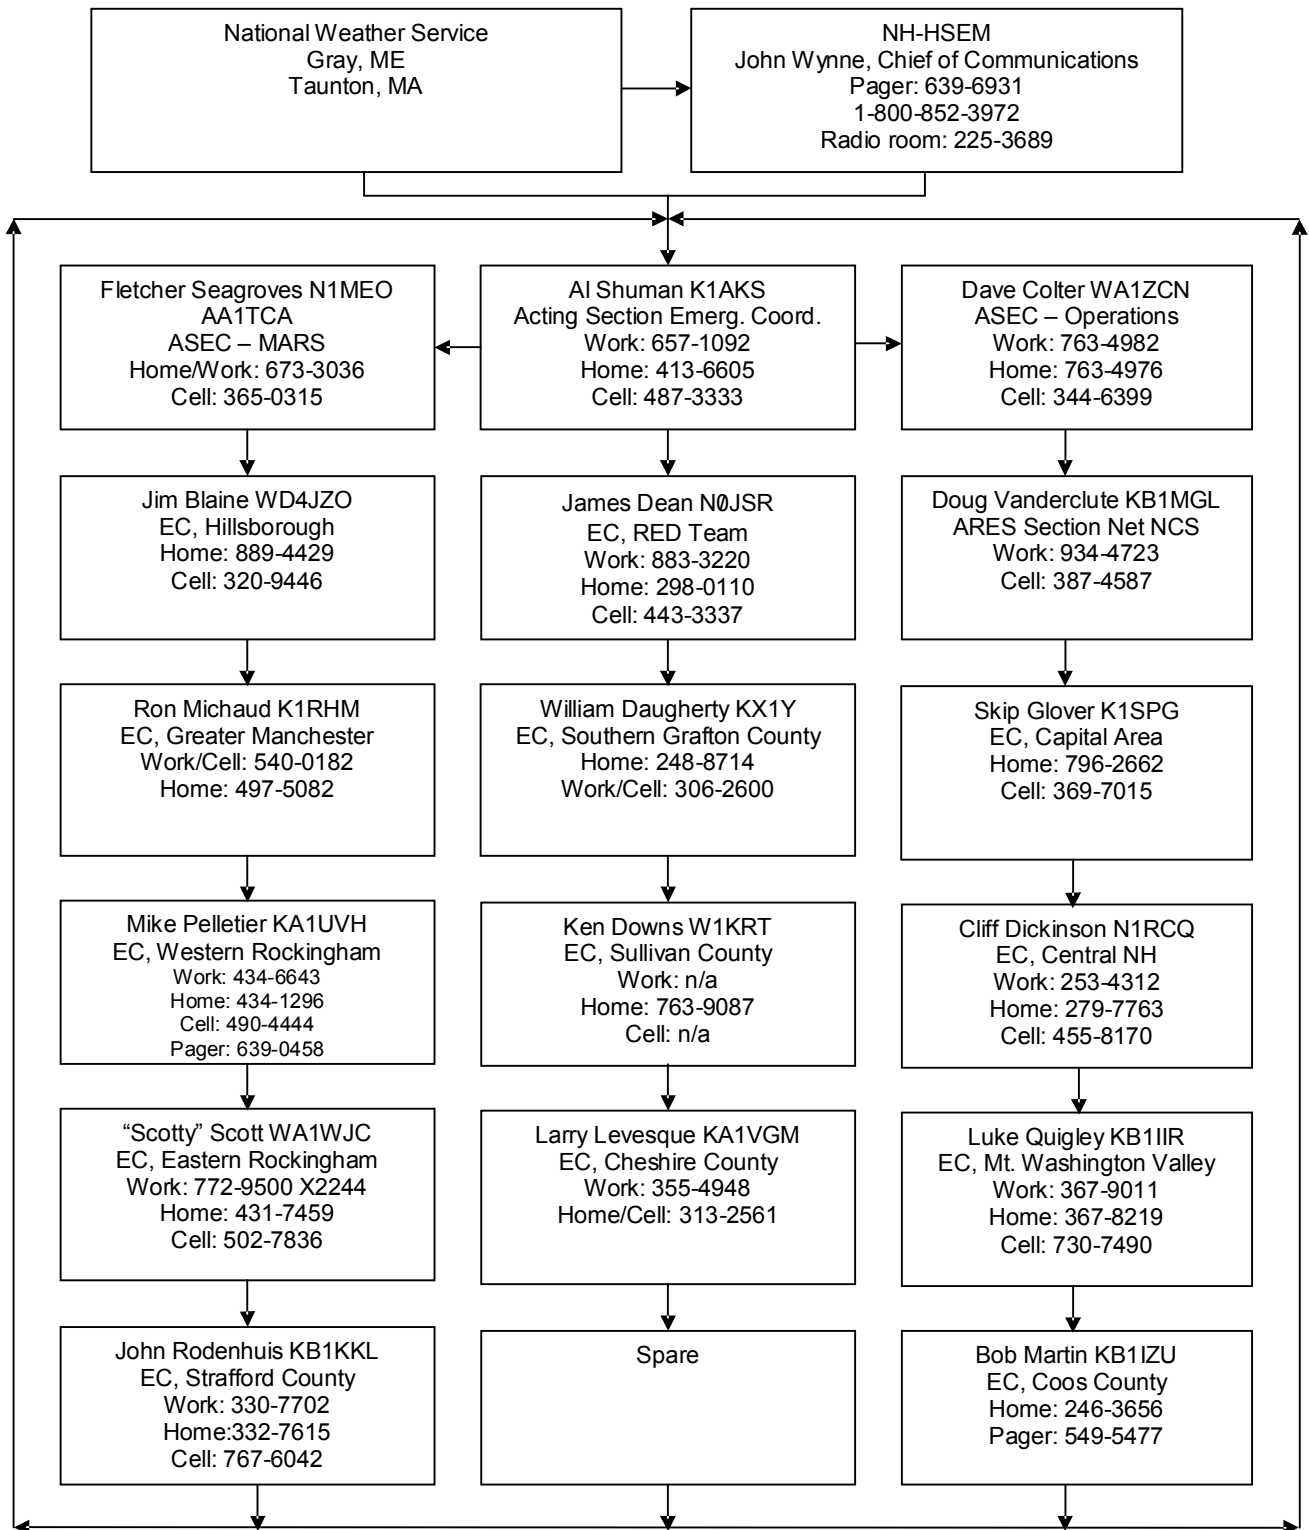 National Weather Service
Gray, ME
Taunton, MA
NH-HSEM
John Wynne, Chief of Communications
Pager: 639-6931
1-800-852-3972
Radio room: 225-3689
Fletcher Seagroves N1MEO
AA1TCA
ASEC – MARS
Home/Work: 673-3036
Cell: 365-0315
Al Shuman K1AKS
Acting Section Emerg. Coord.
Work: 657-1092
Home: 413-6605
Cell: 487-3333
Dave Colter WA1ZCN
ASEC – Operations
Work: 763-4982
Home: 763-4976
Cell: 344-6399
Jim Blaine WD4JZO
EC, Hillsborough
Home: 889-4429
Cell: 320-9446
James Dean NØJSR
EC, RED Team
Work: 883-3220
Home: 298-0110
Cell: 443-3337
Doug Vanderclute KB1MGL
ARES Section Net NCS
Work: 934-4723
Cell: 387-4587
Ron Michaud K1RHM
EC, Greater Manchester
Work/Cell: 540-0182
Home: 497-5082
William Daugherty KX1Y
EC, Southern Grafton County
Home: 248-8714
Work/Cell: 306-2600
Skip Glover K1SPG
EC, Capital Area
Home: 796-2662
Cell: 369-7015
Mike Pelletier KA1UVH
EC, Western Rockingham
Work: 434-6643
Home: 434-1296
Cell: 490-4444
Pager: 639-0458
Ken Downs W1KRT
EC, Sullivan County
Work: n/a
Home: 763-9087
Cell: n/a
Cliff Dickinson N1RCQ
EC, Central NH
Work: 253-4312
Home: 279-7763
Cell: 455-8170
“Scotty” Scott WA1WJC
EC, Eastern Rockingham
Work: 772-9500 X2244
Home: 431-7459
Cell: 502-7836
Larry Levesque KA1VGM
EC, Cheshire County
Work: 355-4948
Home/Cell: 313-2561
Luke Quigley KB1IIR
EC, Mt. Washington Valley
Work: 367-9011
Home: 367-8219
Cell: 730-7490
John Rodenhuis KB1KKL
EC, Strafford County
Work: 330-7702
Home:332-7615
Cell: 767-6042
Spare
Bob Martin KB1IZU
EC, Coos County
Home: 246-3656
Pager: 549-5477